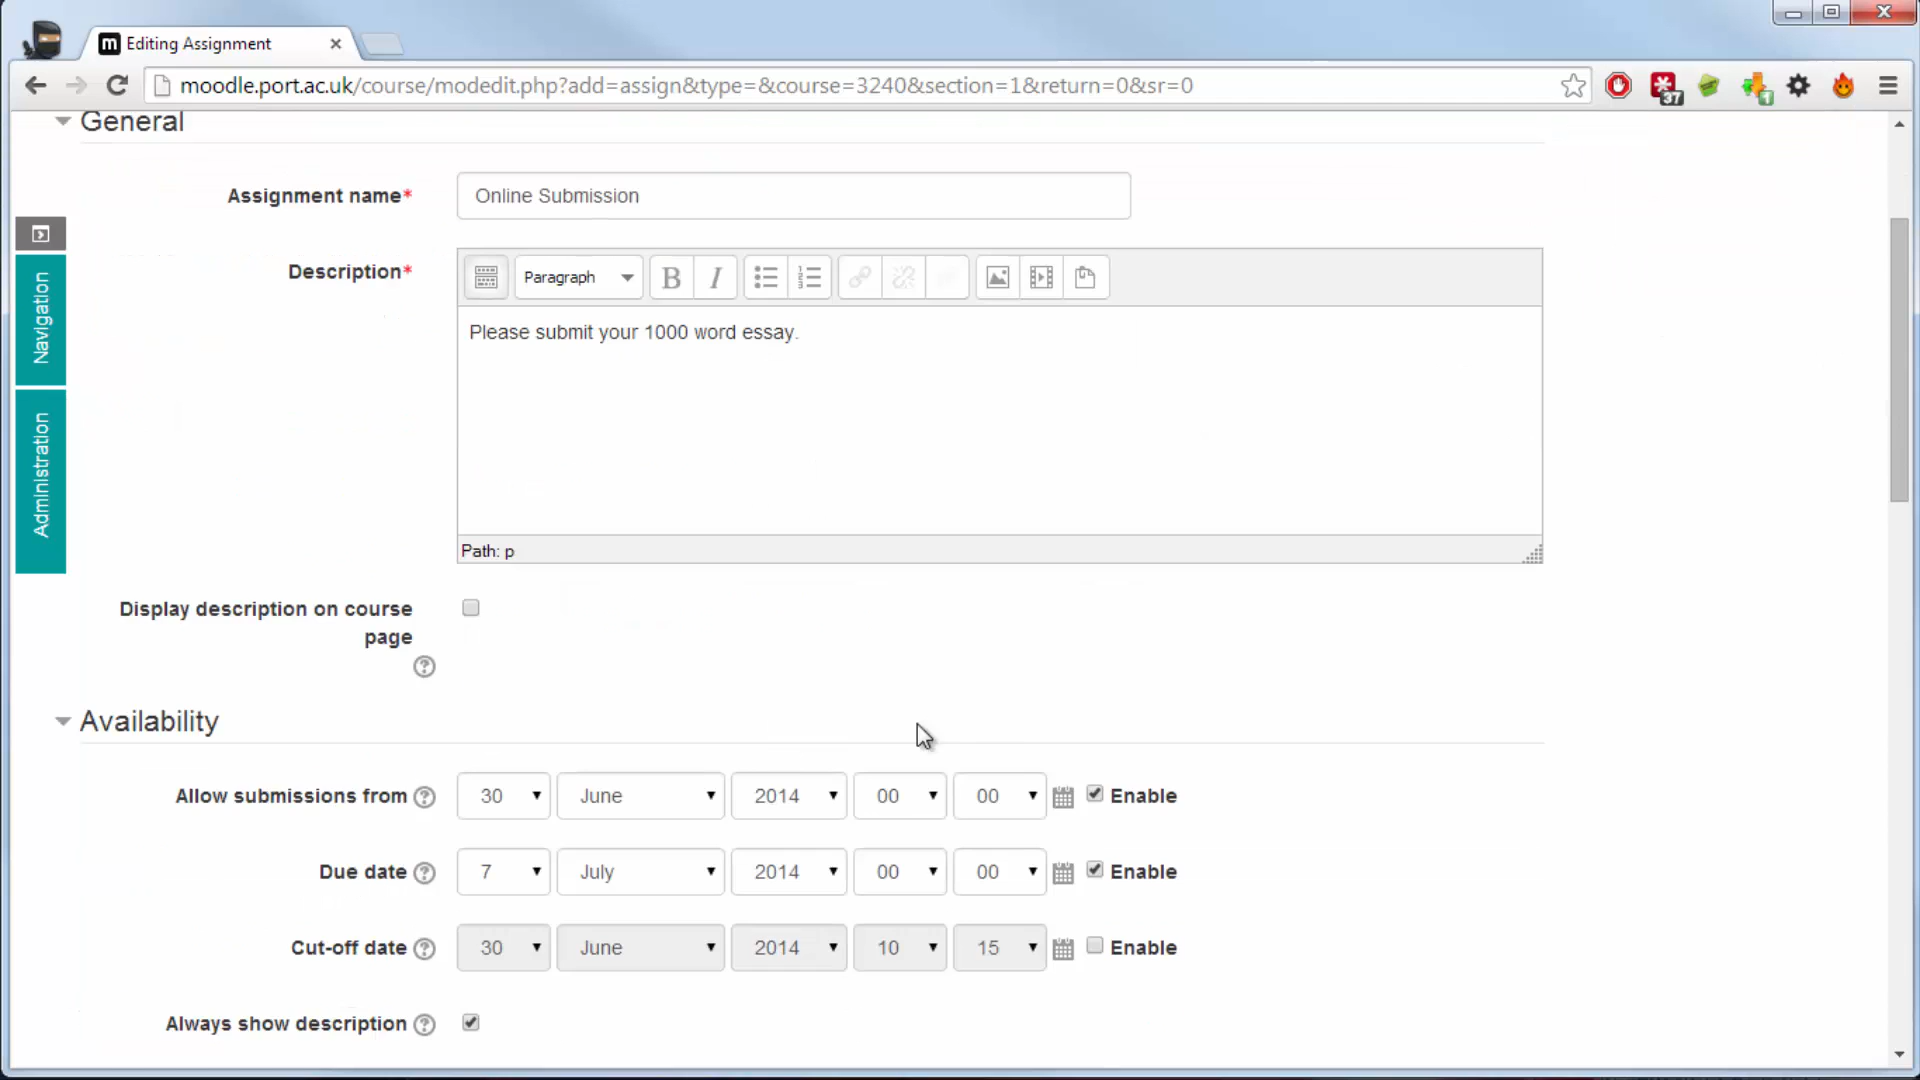 Editing Assignment
moodle.port.ac.uk/course/modedit.php?add=assign&type=&course=3240&section=1&return=0&sr=0
37
1
General
Assignment name*
Online Submission
Navigation
Administration
Description*
Paragraph
B I
Please submit your 1000 word essay.
Path: p
Display description on course
page
Availability
Allow submissions from 30 June 2014 00 00 Enable
Due date 7 July 2014 00 00 Enable
Cut-off date 30 June 2014 10 15 Enable
Always show description